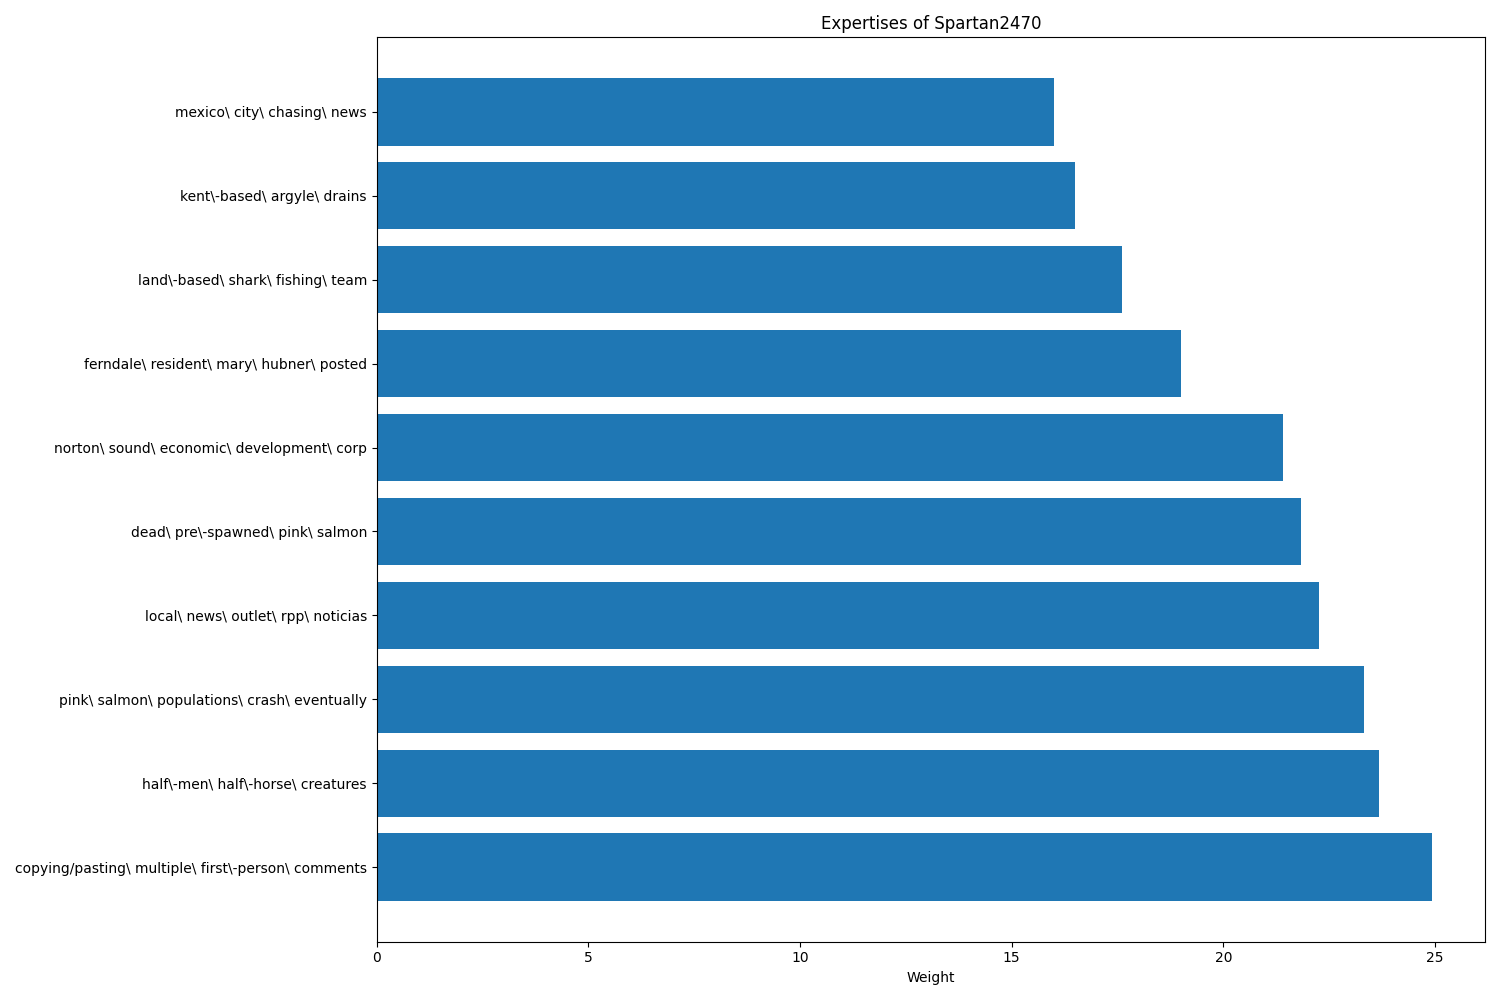 Expertises of Spartan2470
mexico\ city\ chasing\ news
kent\-based\ argyle\ drains
land\-based\ shark\ fishing\ team
ferndale\ resident\ mary\ hubner\ posted
norton\ sound\ economic\ development\ corp
dead\ pre\-spawned\ pink\ salmon
local\ news\ outlet\ rpp\ noticias
pink\ salmon\ populations\ crash\ eventually
half\-men\ half\-horse\ creatures
copying/pasting\ multiple\ first\-person\ comments
0 5 10 15 20 25
Weight